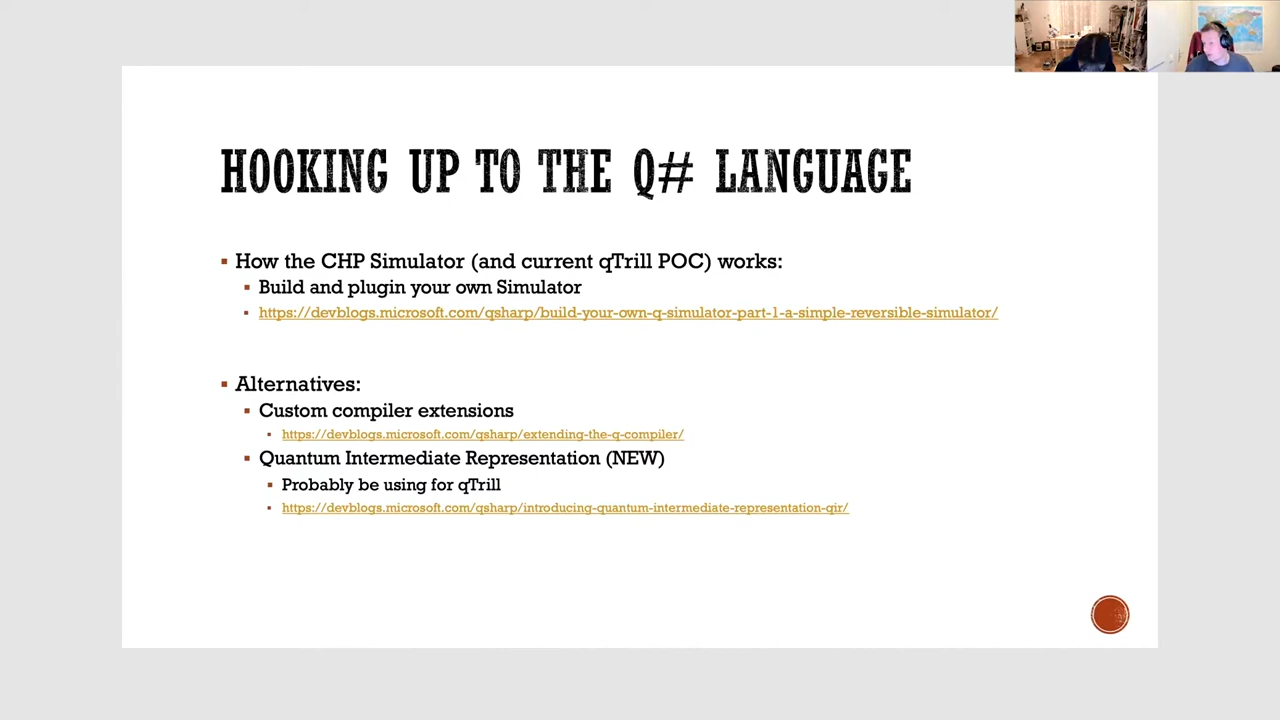 HOOKING UP TO THE Q# LANGUAGE
How the CHP Simulator (and current qTrill POC) works:
Build and plugin your own Simulator
https://devblogs.microsoft.com/qsharp/build-your-own-q-simulator-part-1-a-simple-reversible-simulator/
Alternatives:
Custom compiler extensions
https://devblogs.microsoft.com/qsharp/extending-the-q-compiler/
Quantum Intermediate Representation (NEW)
Probably be using for qTrill
https://devblogs.microsoft.com/qsharp/introducing-quantum-intermediate-representation-qir/